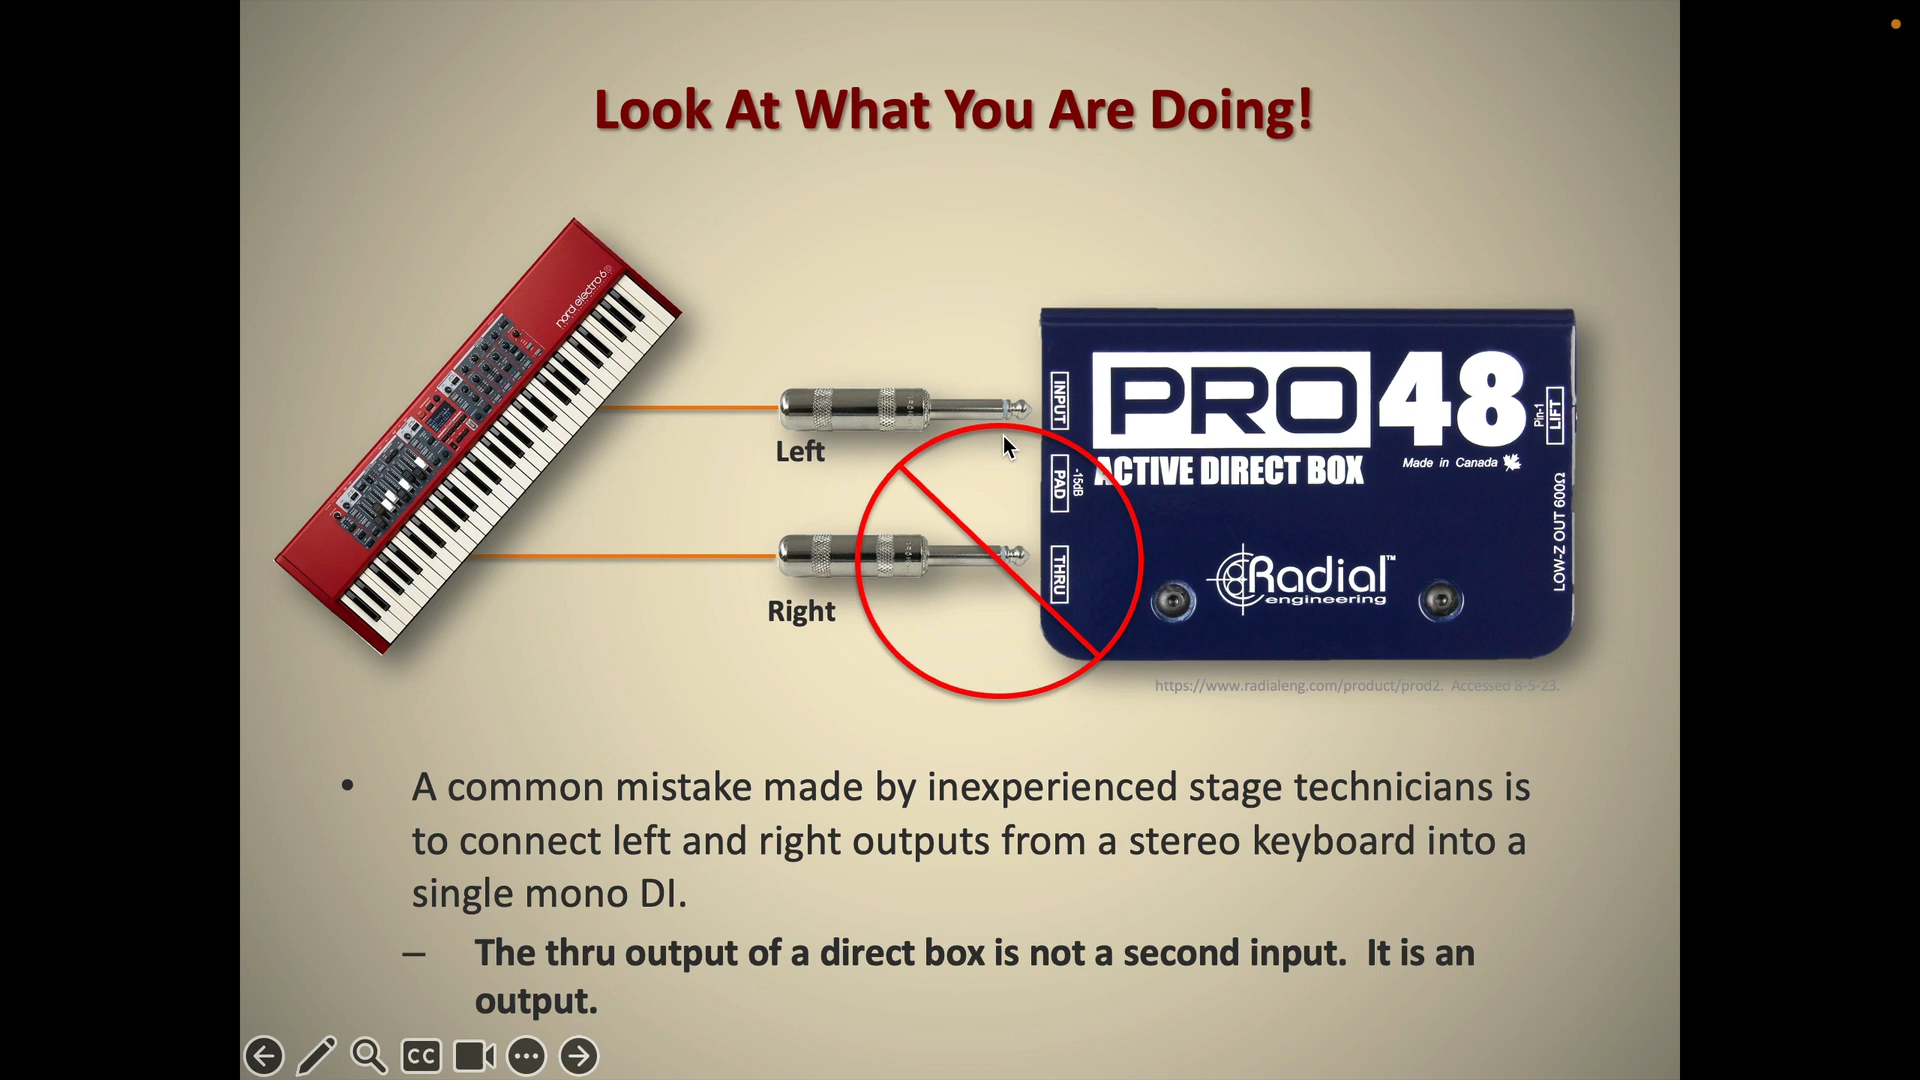 Look At What You Are Doing!
nord electro 6D
Left
Right
INPUT
PAD
-15dB
THRU
PRO48
ACTIVE DIRECT BOX
Made in Canada
Pin-1
LIFT
LOW-Z OUT 600Ω
Radial™
engineering
https://www.radialeng.com/product/prod2. Accessed 8-5-23.
• A common mistake made by inexperienced stage technicians is
to connect left and right outputs from a stereo keyboard into a
single mono DI.
– The thru output of a direct box is not a second input. It is an
output.
CC